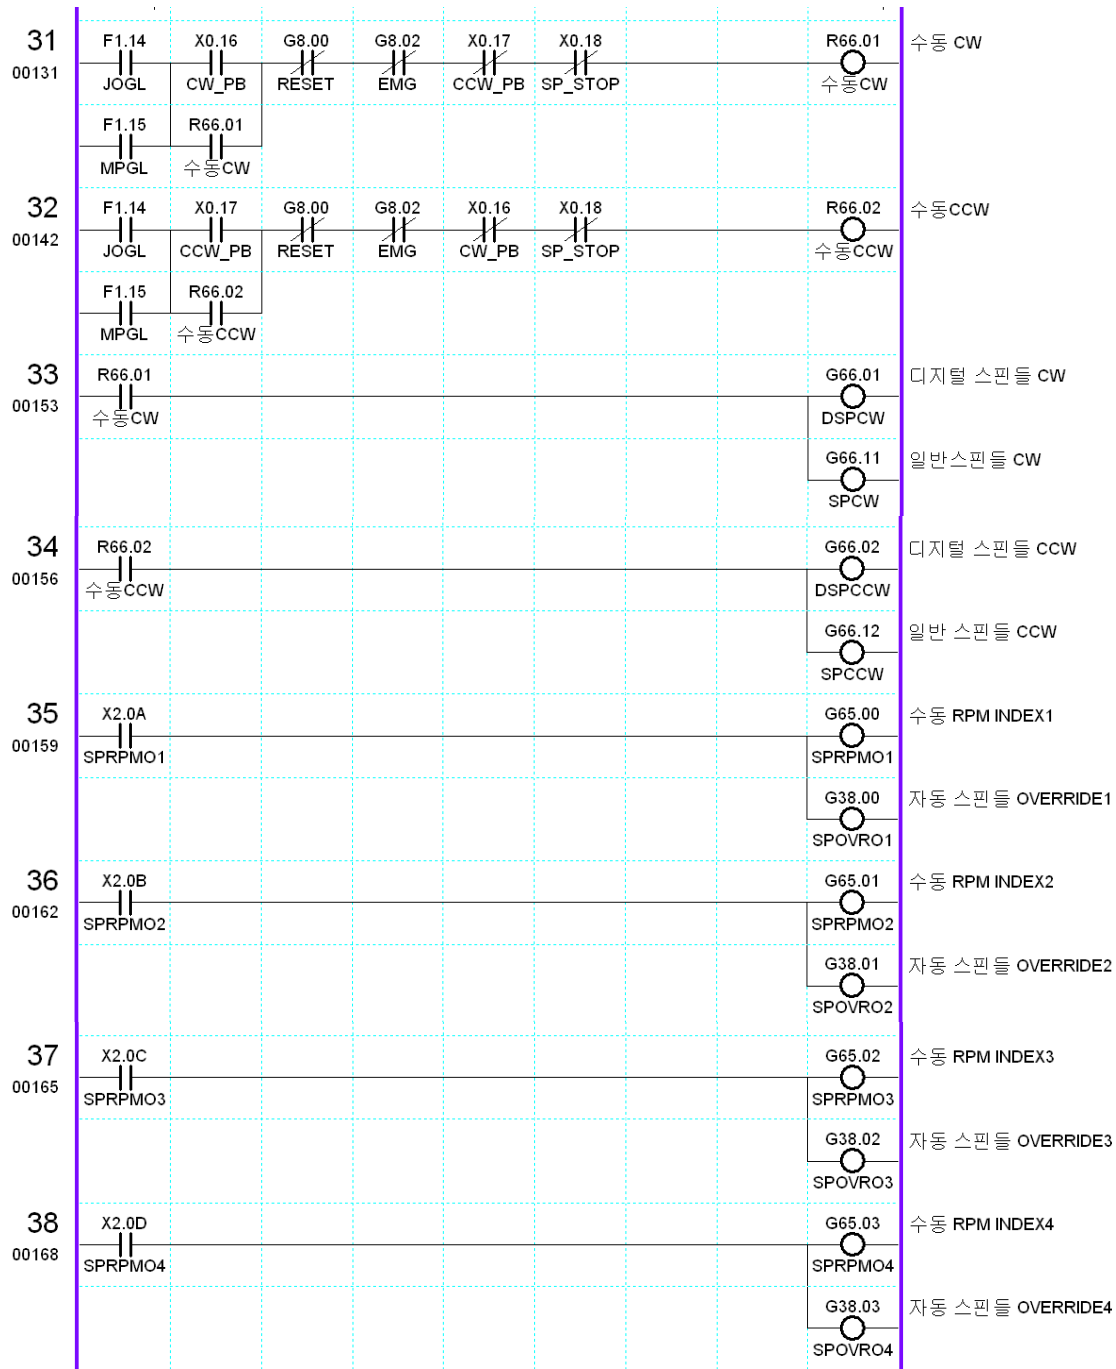 31 F1.14 X0.16 G8.00 G8.02 X0.17 X0.18 R66.01 수동 CW
00131 JOGL CW_PB RESET EMG CCW_PB SP_STOP 수동CW
F1.15 R66.01
MPGL 수동CW
32 F1.14 X0.17 G8.00 G8.02 X0.16 X0.18 R66.02 수동CCW
00142 JOGL CCW_PB RESET EMG CW_PB SP_STOP 수동CCW
F1.15 R66.02
MPGL 수동CCW
33 R66.01 G66.01 디지털 스핀들 CW
00153 수동CW DSPCW
G66.11 일반스핀들 CW
SPCW
34 R66.02 G66.02 디지털 스핀들 CCW
00156 수동CCW DSPCCW
G66.12 일반 스핀들 CCW
SPCCW
35 X2.0A G65.00 수동 RPM INDEX1
00159 SPRPMO1 SPRPMO1
G38.00 자동 스핀들 OVERRIDE1
SPOVRO1
36 X2.0B G65.01 수동 RPM INDEX2
00162 SPRPMO2 SPRPMO2
G38.01 자동 스핀들 OVERRIDE2
SPOVRO2
37 X2.0C G65.02 수동 RPM INDEX3
00165 SPRPMO3 SPRPMO3
G38.02 자동 스핀들 OVERRIDE3
SPOVRO3
38 X2.0D G65.03 수동 RPM INDEX4
00168 SPRPMO4 SPRPMO4
G38.03 자동 스핀들 OVERRIDE4
SPOVRO4